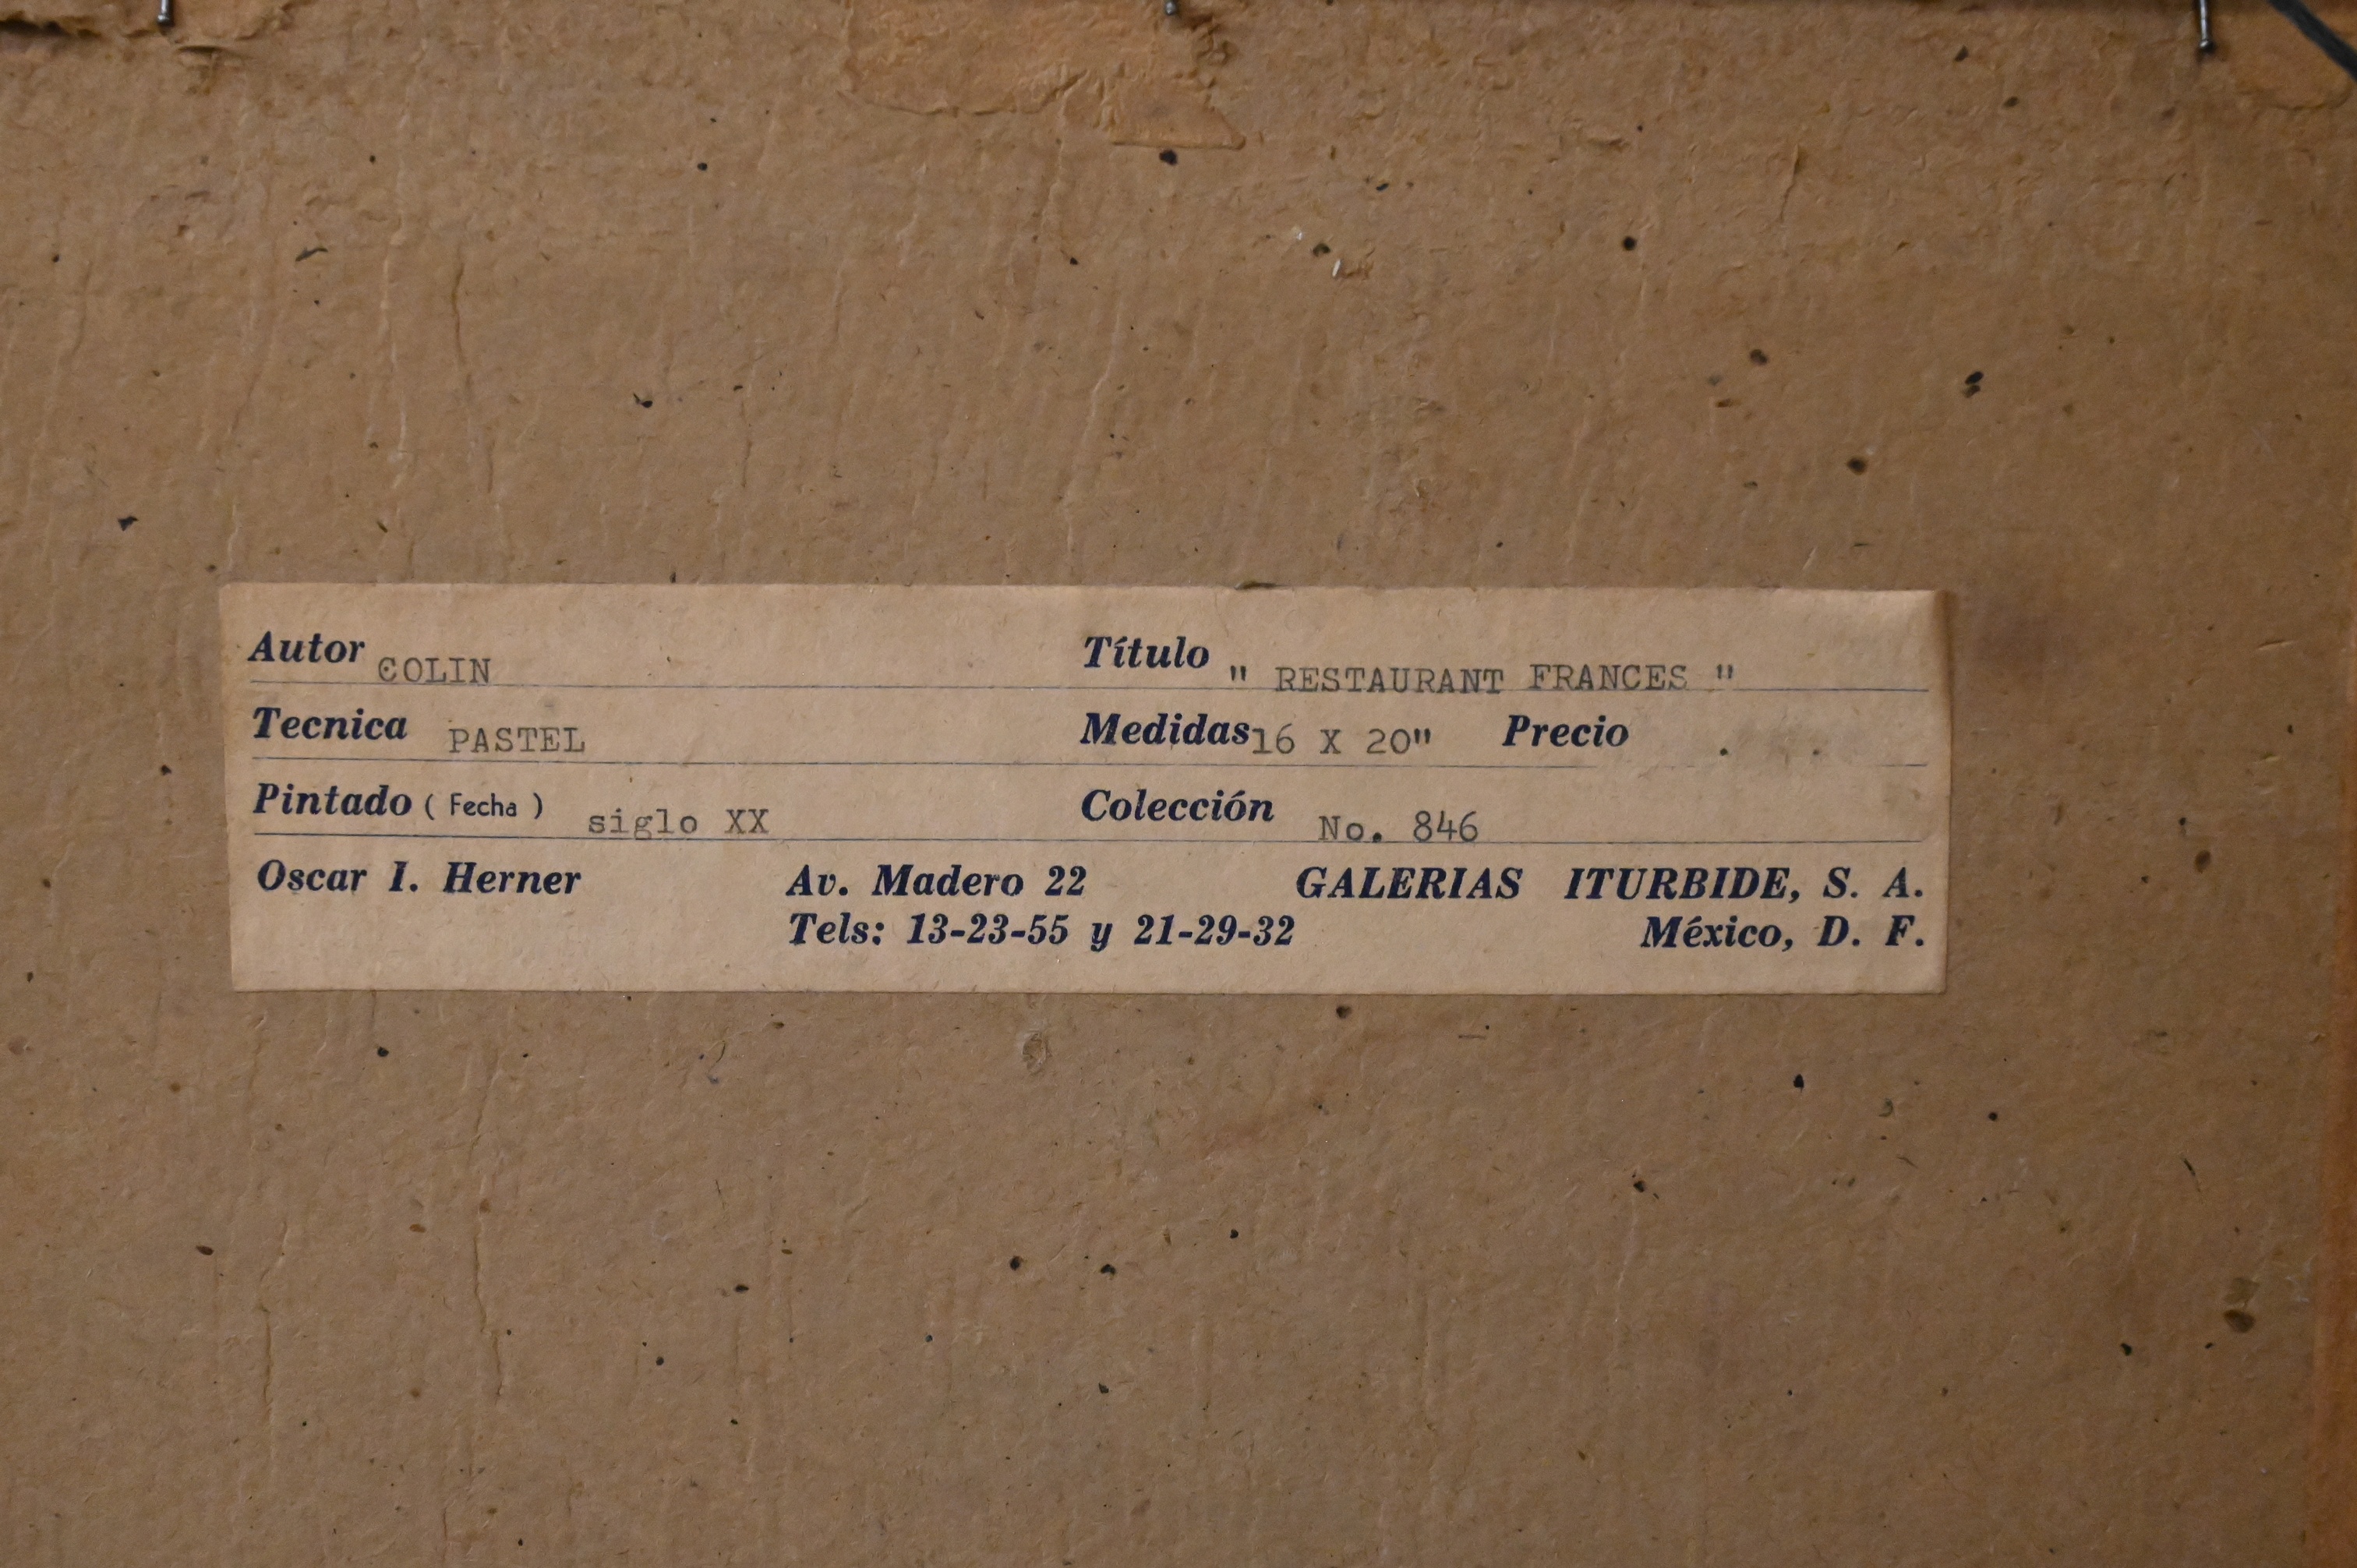 Autor COLIN Título " RESTAURANT FRANCES "
Tecnica PASTEL Medidas 16 X 20" Precio
Pintado ( Fecha ) siglo XX Colección No. 846
Oscar I. Herner Av. Madero 22 GALERIAS ITURBIDE, S. A.
Tels: 13-23-55 y 21-29-32 México, D. F.